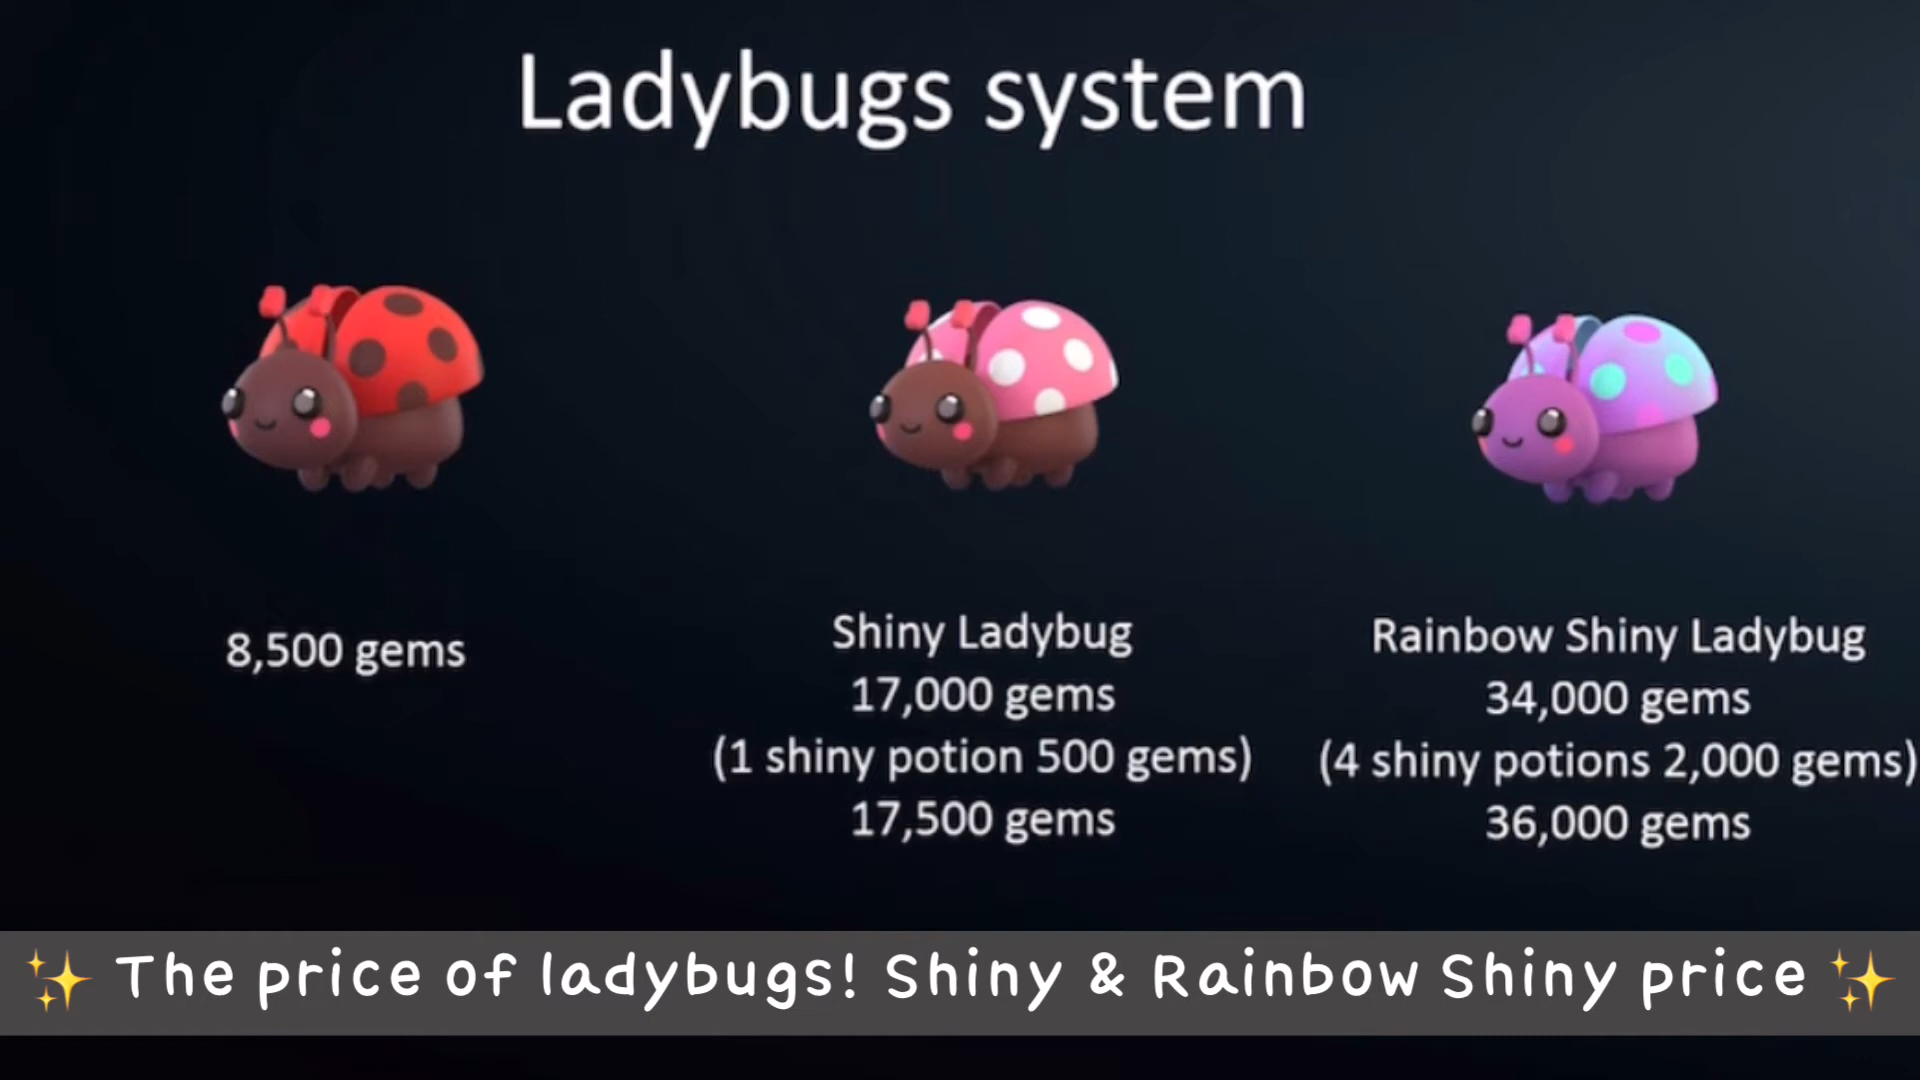 Ladybugs system
8,500 gems
Shiny Ladybug
17,000 gems
(1 shiny potion 500 gems)
17,500 gems
Rainbow Shiny Ladybug
34,000 gems
(4 shiny potions 2,000 gems)
36,000 gems
✨ The price of ladybugs! Shiny & Rainbow Shiny price ✨